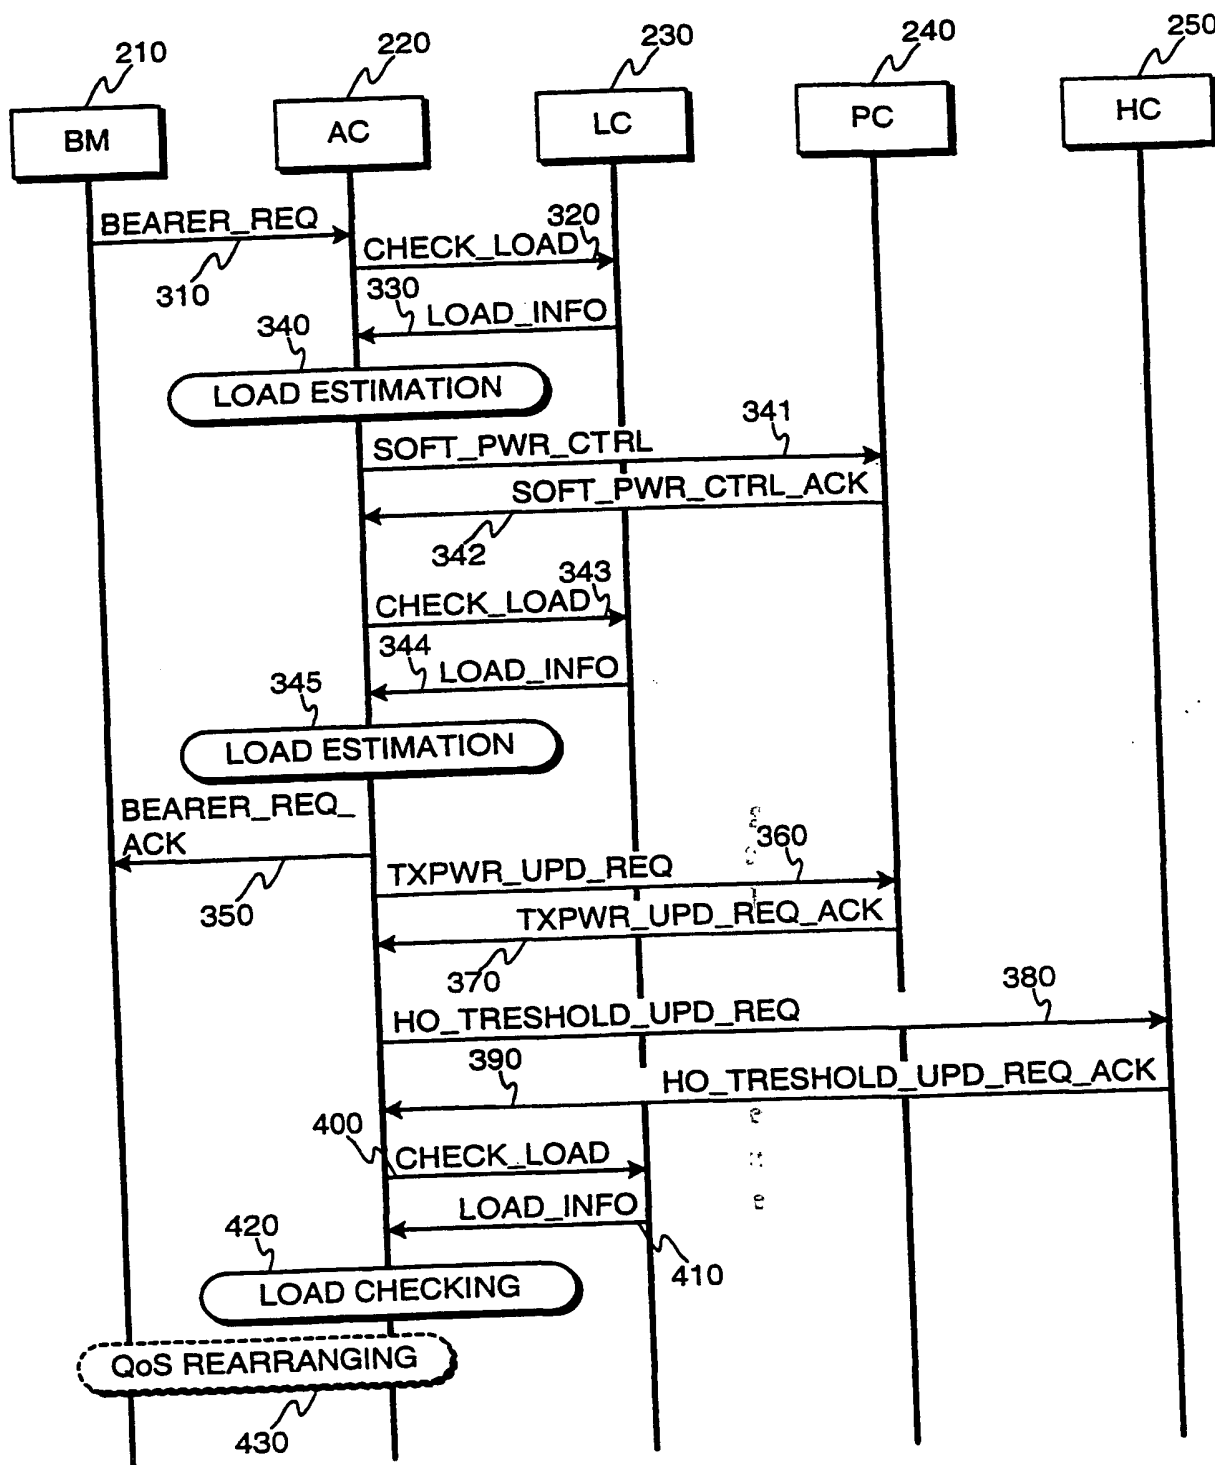 210
220
230
240
250
BM
AC
LC
PC
HC
BEARER_REQ
310
CHECK_LOAD
320
330
LOAD_INFO
340
LOAD ESTIMATION
341
SOFT_PWR_CTRL
SOFT_PWR_CTRL_ACK
342
343
CHECK_LOAD
344
LOAD_INFO
345
LOAD ESTIMATION
BEARER_REQ_
ACK
350
360
TXPWR_UPD_REQ
TXPWR_UPD_REQ_ACK
370
380
HO_TRESHOLD_UPD_REQ
390
HO_TRESHOLD_UPD_REQ_ACK
400
CHECK_LOAD
LOAD_INFO
410
420
LOAD CHECKING
QoS REARRANGING
430